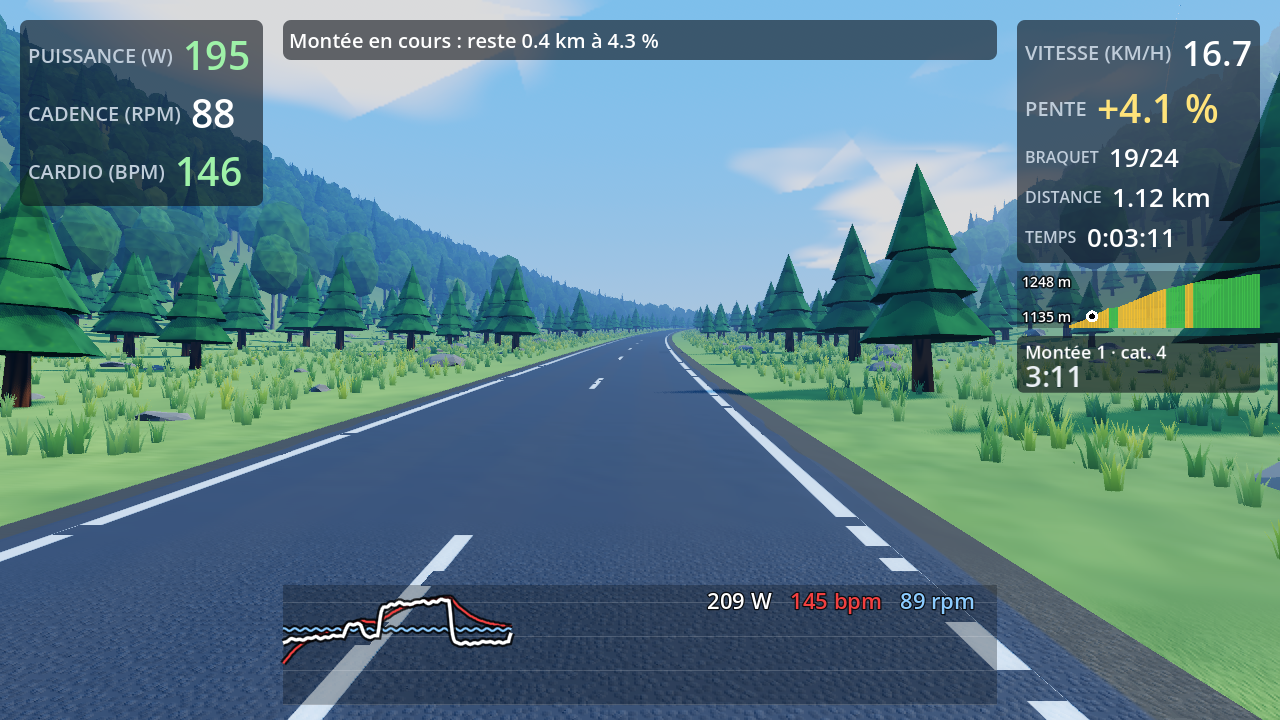 PUISSANCE (W) 195
CADENCE (RPM) 88
CARDIO (BPM) 146
Montée en cours : reste 0.4 km à 4.3 %
VITESSE (KM/H) 16.7
PENTE +4.1 %
BRAQUET 19/24
DISTANCE 1.12 km
TEMPS 0:03:11
1248 m
1135 m
Montée 1 · cat. 4
3:11
209 W 145 bpm 89 rpm